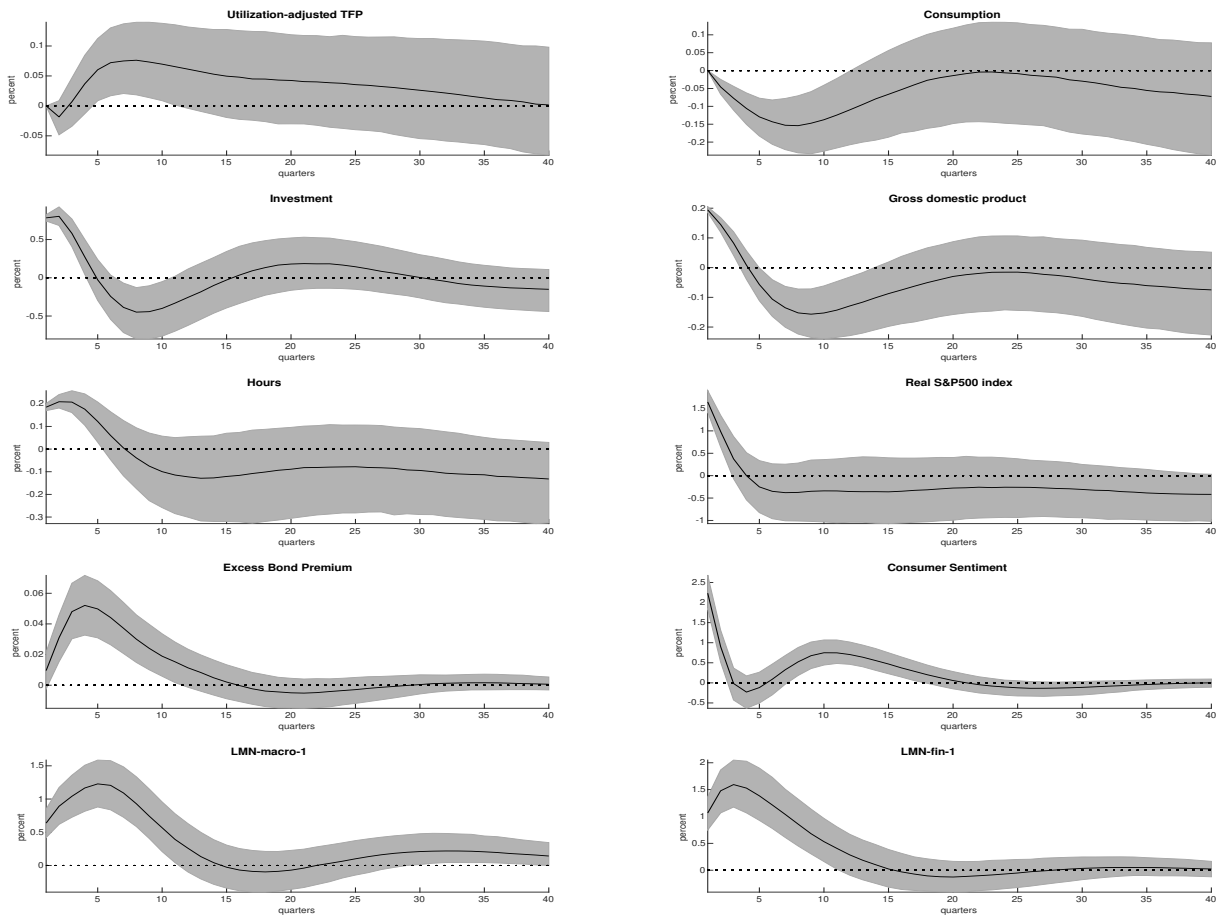 Utilization-adjusted TFP
0.1
0.05
0
-0.05
percent
5 10 15 20 25 30 35 40
quarters
Consumption
0.1
0.05
0
-0.05
-0.1
-0.15
-0.2
percent
5 10 15 20 25 30 35 40
quarters
Investment
0.5
0
-0.5
percent
5 10 15 20 25 30 35 40
quarters
Gross domestic product
0.2
0.1
0
-0.1
-0.2
percent
5 10 15 20 25 30 35 40
quarters
Hours
0.2
0.1
0
-0.1
-0.2
-0.3
percent
5 10 15 20 25 30 35 40
quarters
Real S&P500 index
1.5
1
0.5
0
-0.5
-1
percent
5 10 15 20 25 30 35 40
quarters
Excess Bond Premium
0.06
0.04
0.02
0
percent
5 10 15 20 25 30 35 40
quarters
Consumer Sentiment
2.5
2
1.5
1
0.5
0
-0.5
percent
5 10 15 20 25 30 35 40
quarters
LMN-macro-1
1.5
1
0.5
0
percent
5 10 15 20 25 30 35 40
quarters
LMN-fin-1
2
1.5
1
0.5
0
percent
5 10 15 20 25 30 35 40
quarters